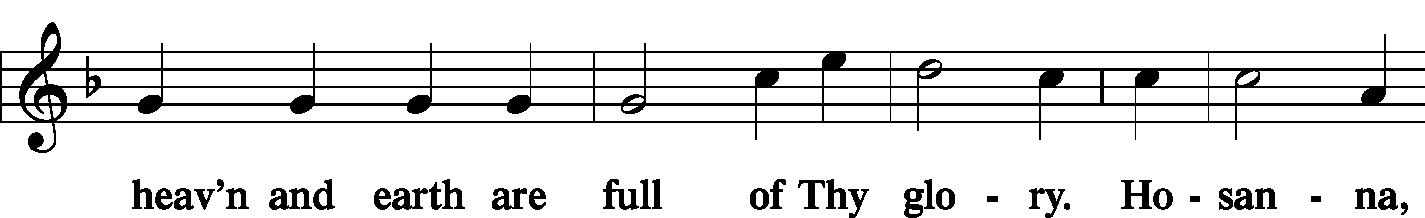 heav'n and earth are full of Thy glo - ry. Ho - san - na,